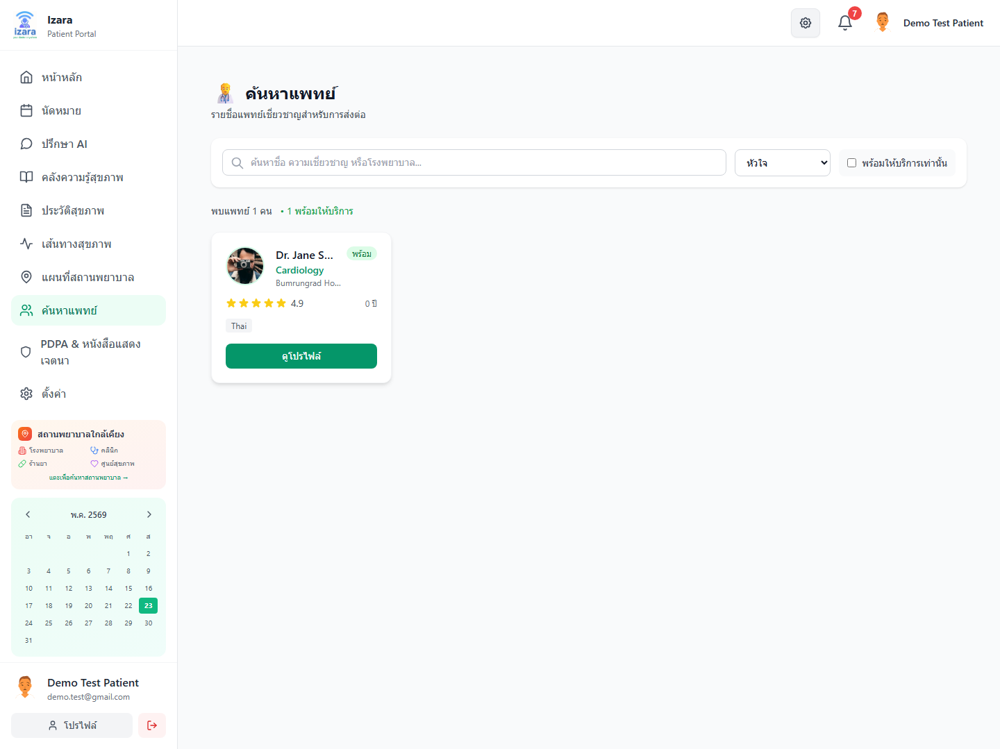 izara
Izara
Patient Portal
7
Demo Test Patient
หน้าหลัก
นัดหมาย
ปรึกษา AI
คลังความรู้สุขภาพ
ประวัติสุขภาพ
เส้นทางสุขภาพ
แผนที่สถานพยาบาล
ค้นหาแพทย์
PDPA & หนังสือแสดง
เจตนา
ตั้งค่า
สถานพยาบาลใกล้เคียง
โรงพยาบาล คลินิก
ร้านยา ศูนย์สุขภาพ
แตะเพื่อค้นหาสถานพยาบาล →
พ.ค. 2569
อา จ อ พ พฤ ศ ส
1 2
3 4 5 6 7 8 9
10 11 12 13 14 15 16
17 18 19 20 21 22 23
24 25 26 27 28 29 30
31
Demo Test Patient
demo.test@gmail.com
โปรไฟล์
ค้นหาแพทย์
รายชื่อแพทย์เชี่ยวชาญสำหรับการส่งต่อ
ค้นหาชื่อ ความเชี่ยวชาญ หรือโรงพยาบาล...
หัวใจ
พร้อมให้บริการเท่านั้น
พบแพทย์ 1 คน • 1 พร้อมให้บริการ
Dr. Jane S... พร้อม
Cardiology
Bumrungrad Ho...
4.9 0 ปี
Thai
ดูโปรไฟล์